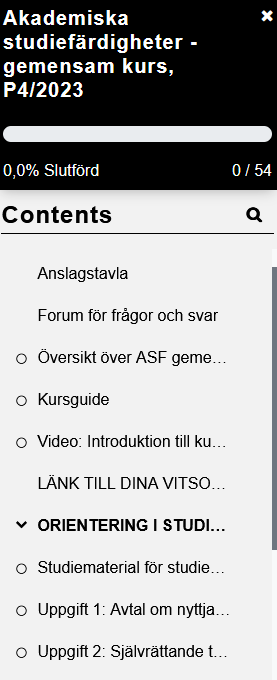 Akademiska
studiefärdigheter -
gemensam kurs,
P4/2023
0,0% Slutförd
0 / 54
Contents
Anslagstavla
Forum för frågor och svar
Översikt över ASF geme…
Kursguide
Video: Introduktion till ku…
LÄNK TILL DINA VITSO…
ORIENTERING I STUDI…
Studiematerial för studie…
Uppgift 1: Avtal om nyttja…
Uppgift 2: Självrättande t…